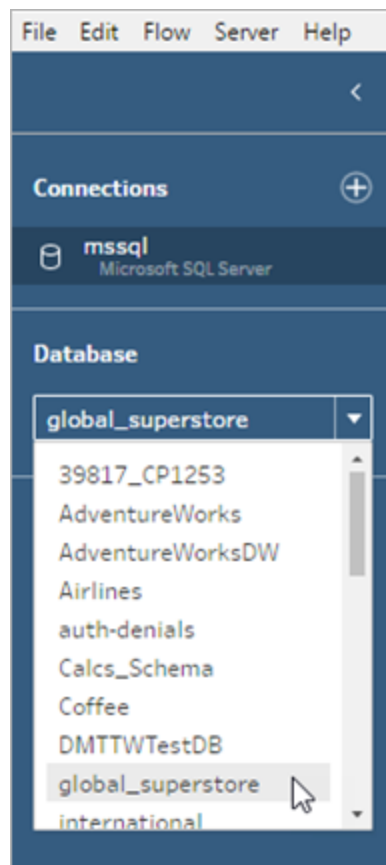 File Edit Flow Server Help
Connections
mssql
Microsoft SQL Server
Database
global_superstore
39817_CP1253
AdventureWorks
AdventureWorksDW
Airlines
auth-denials
Calcs_Schema
Coffee
DMTTWTestDB
global_superstore
international